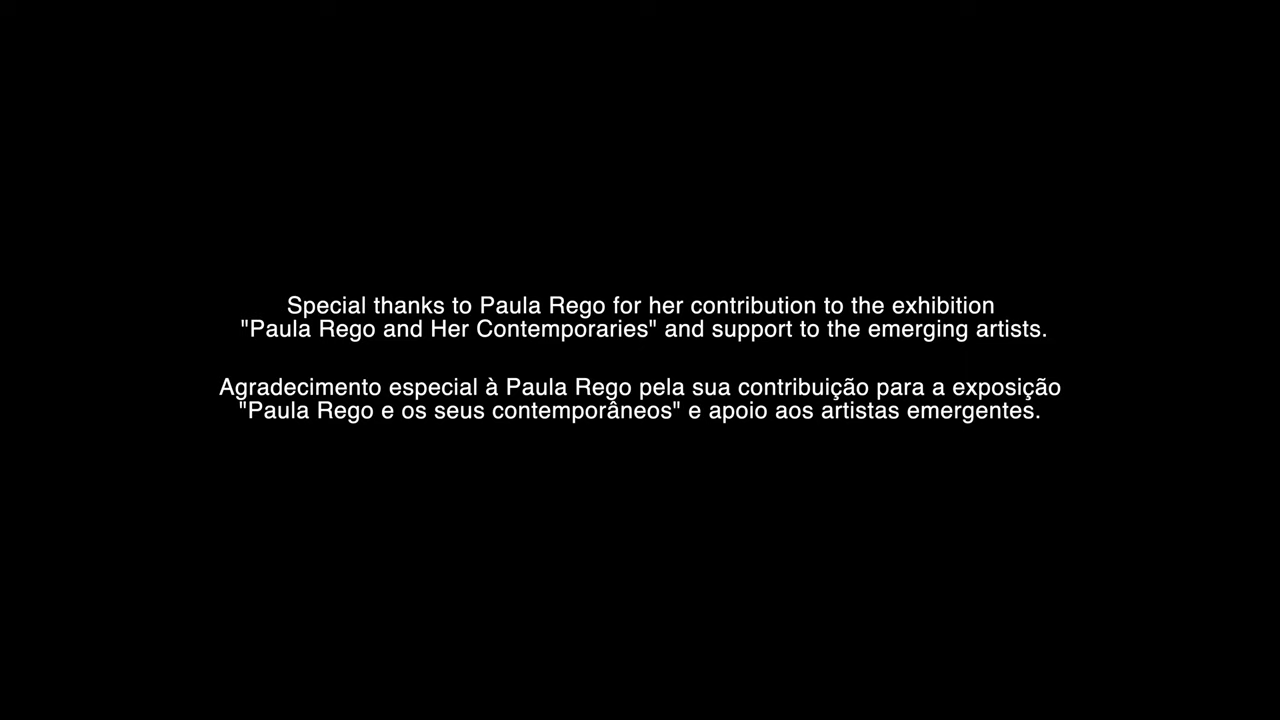 Special thanks to Paula Rego for her contribution to the exhibition
"Paula Rego and Her Contemporaries" and support to the emerging artists.
Agradecimento especial à Paula Rego pela sua contribuição para a exposição
"Paula Rego e os seus contemporâneos" e apoio aos artistas emergentes.